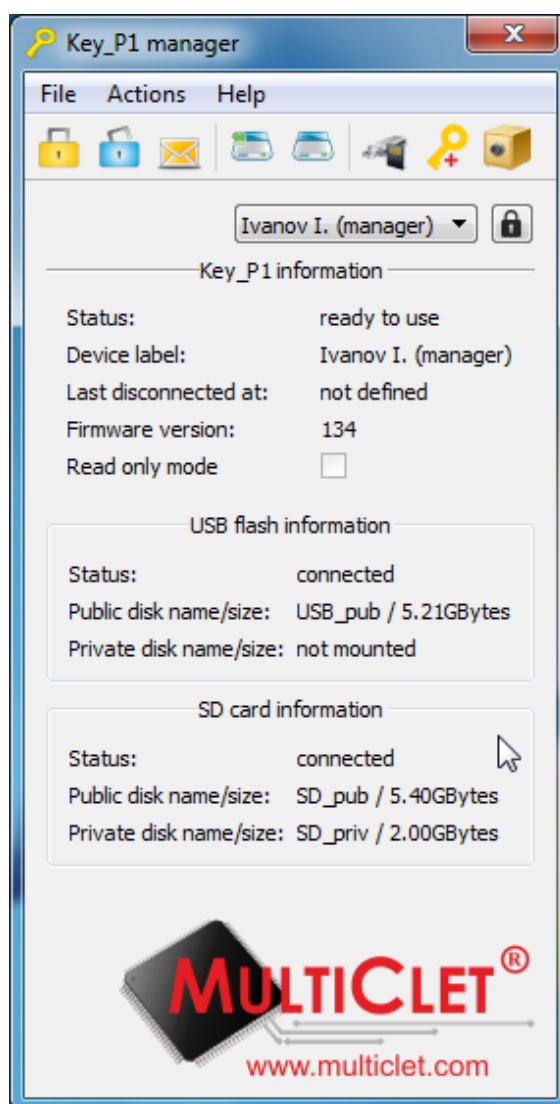 Key_P1 manager
File Actions Help
Ivanov I. (manager)
Key_P1 information
Status: ready to use
Device label: Ivanov I. (manager)
Last disconnected at: not defined
Firmware version: 134
Read only mode
USB flash information
Status: connected
Public disk name/size: USB_pub / 5.21GBytes
Private disk name/size: not mounted
SD card information
Status: connected
Public disk name/size: SD_pub / 5.40GBytes
Private disk name/size: SD_priv / 2.00GBytes
MULTICLET®
www.multiclet.com